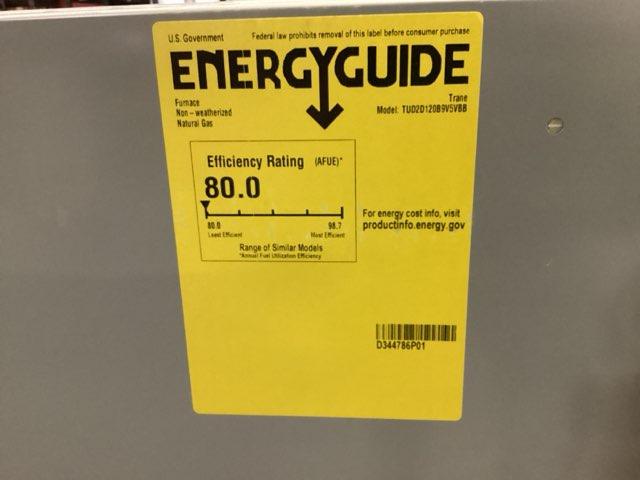 U.S. Government
Federal law prohibits removal of this label before consumer purchase
ENERGYGUIDE
Furnace
Non-weatherized
Natural Gas
Trane
Model: TUD2D120B9V5VBB
Efficiency Rating (AFUE)*
80.0
80.0 98.7
Least Efficient Most Efficient
Range of Similar Models
*Annual Fuel Utilization Efficiency
For energy cost info, visit
productinfo.energy.gov
D344786P01